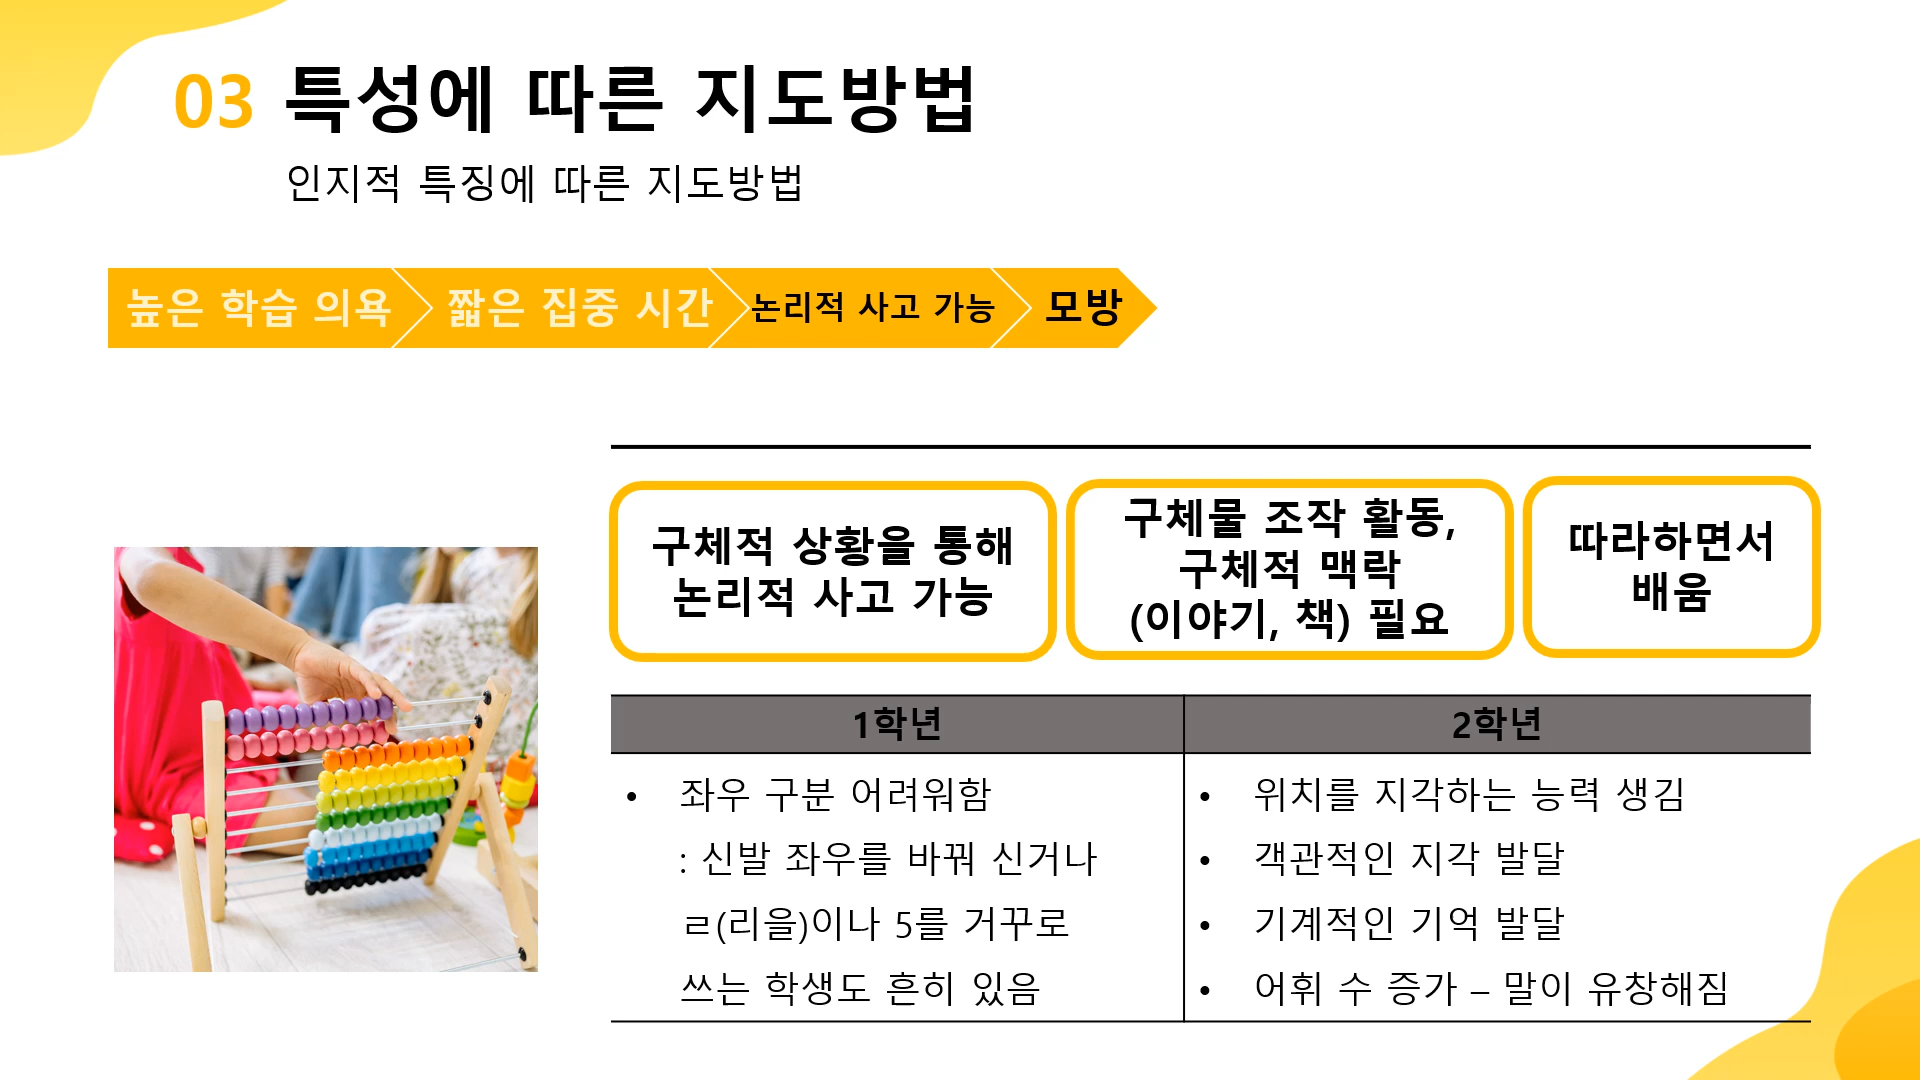 03 특성에 따른 지도방법
인지적 특징에 따른 지도방법
높은 학습 의욕
짧은 집중 시간
논리적 사고 가능
모방
구체적 상황을 통해
논리적 사고 가능
구체물 조작 활동,
구체적 맥락
(이야기, 책) 필요
따라하면서
배움
1학년
2학년
• 좌우 구분 어려워함
: 신발 좌우를 바꿔 신거나
ㄹ(리을)이나 5를 거꾸로
쓰는 학생도 흔히 있음
• 위치를 지각하는 능력 생김
• 객관적인 지각 발달
• 기계적인 기억 발달
• 어휘 수 증가 – 말이 유창해짐